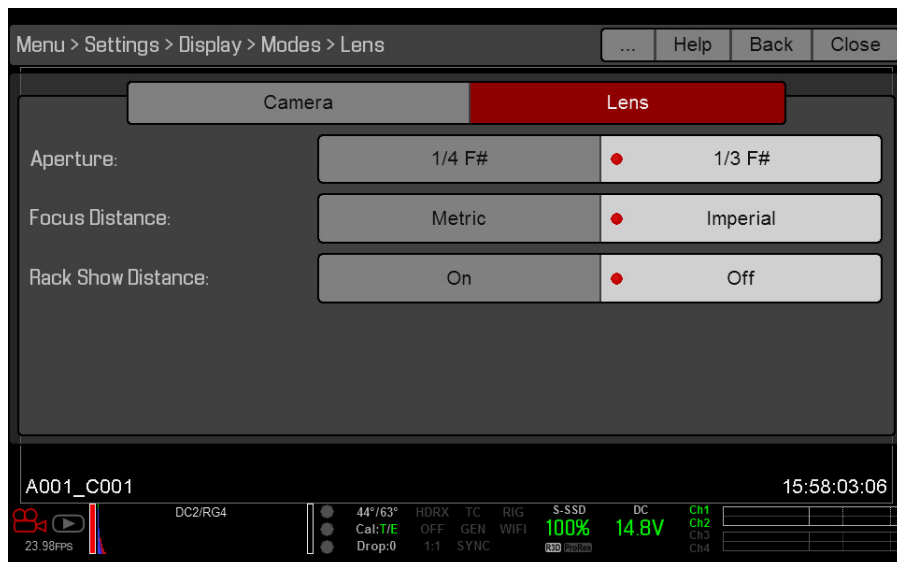 Menu > Settings > Display > Modes > Lens ... Help Back Close
Camera Lens
Aperture: 1/4 F# 1/3 F#
Focus Distance: Metric Imperial
Rack Show Distance: On Off
A001_C001 15:58:03:06
DC2/RG4 44°/63° HDRX TC RIG S-SSD DC Ch1
Cal:T/E OFF GEN WIFI 100% 14.8V Ch2
23.98FPS Drop:0 1:1 SYNC R3D ProRes Ch3
Ch4